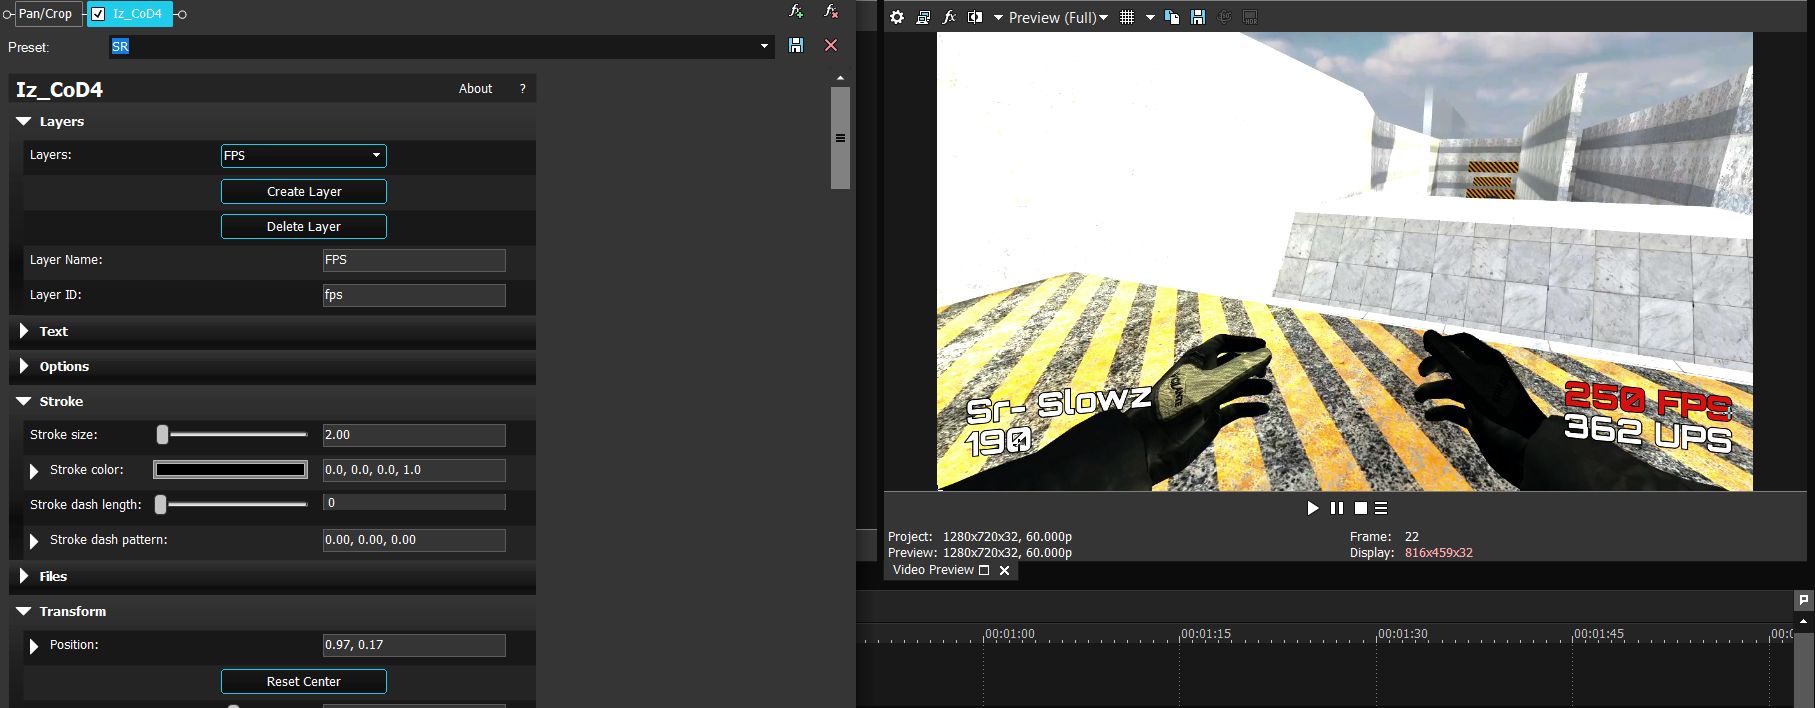 Pan/Crop Iz_CoD4
Preset: SR
Iz_CoD4 About ?
Layers
Layers: FPS
Create Layer
Delete Layer
Layer Name: FPS
Layer ID: fps
Text
Options
Stroke
Stroke size: 2.00
Stroke color: 0.0, 0.0, 0.0, 1.0
Stroke dash length: 0
Stroke dash pattern: 0.00, 0.00, 0.00
Files
Transform
Position: 0.97, 0.17
Reset Center
fx Preview (Full)
Sr- Slowz
190
250 FPS
362 UPS
Project: 1280x720x32, 60.000p Frame: 22
Preview: 1280x720x32, 60.000p Display: 816x459x32
Video Preview
00:01:00 00:01:15 00:01:30 00:01:45